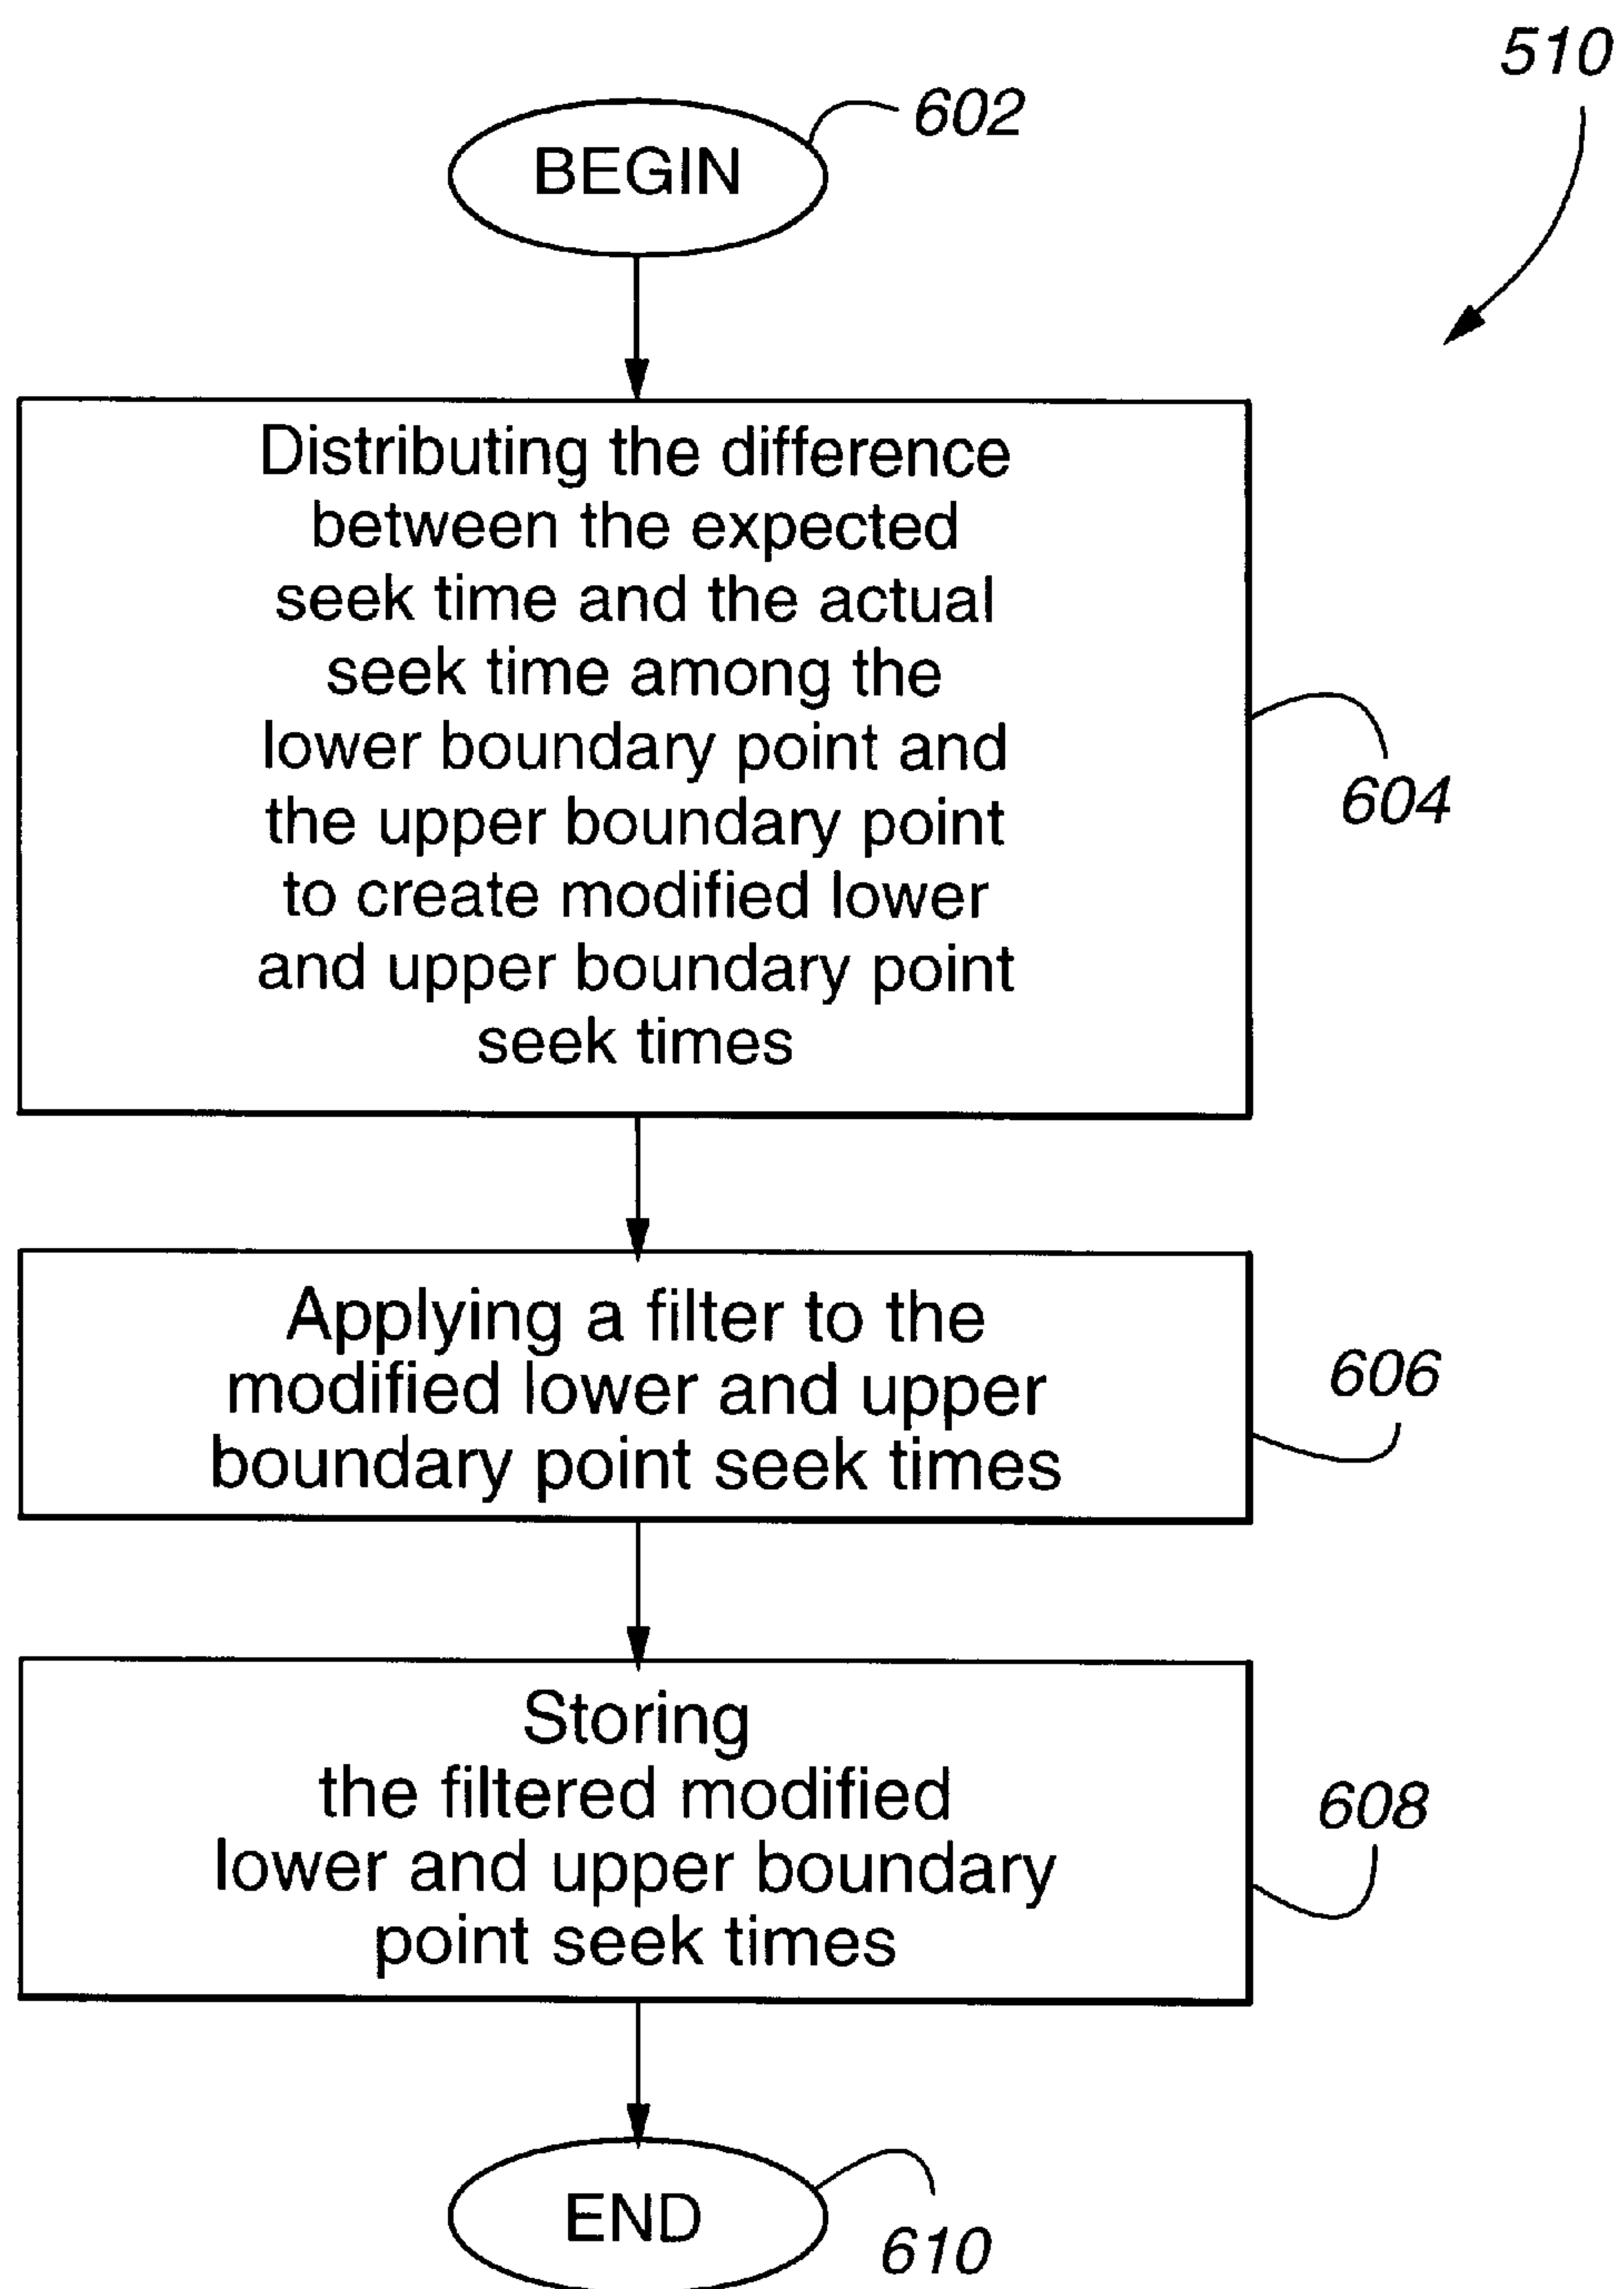 510
602
BEGIN
Distributing the difference
between the expected
seek time and the actual
seek time among the
lower boundary point and
the upper boundary point
to create modified lower
and upper boundary point
seek times
604
Applying a filter to the
modified lower and upper
boundary point seek times
606
Storing
the filtered modified
lower and upper boundary
point seek times
608
END
610